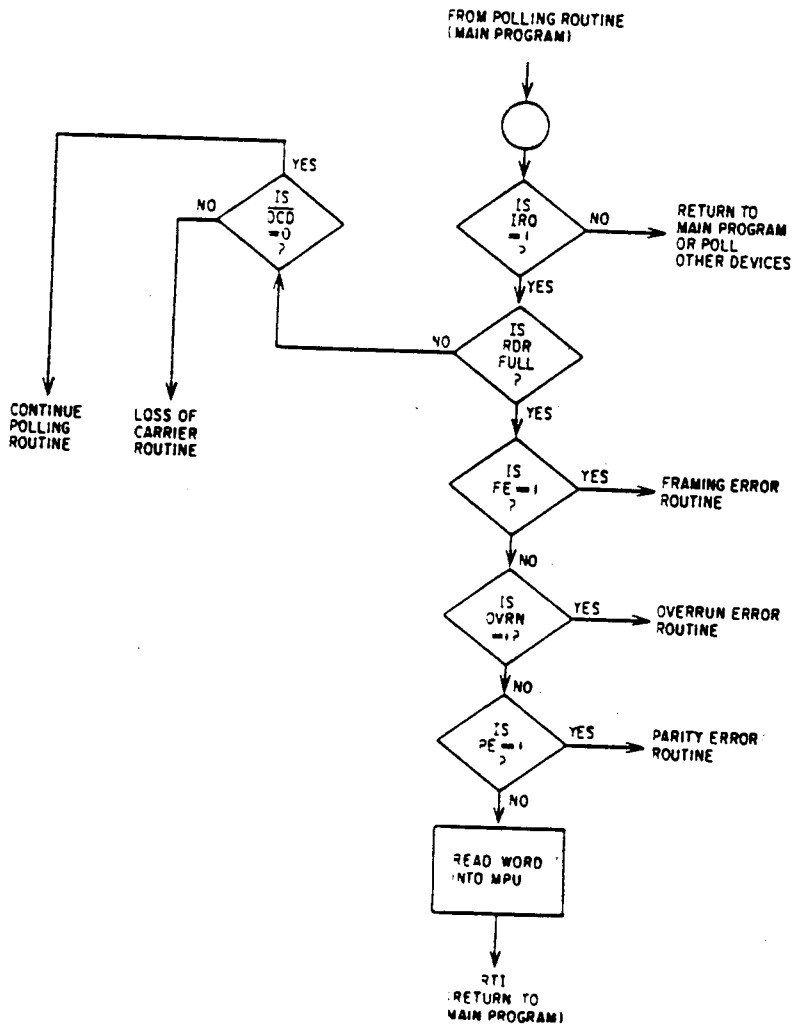 FROM POLLING ROUTINE
(MAIN PROGRAM)
YES
NO
IS
DCD
=0
?
IS
IRQ
=1
?
NO
RETURN TO
MAIN PROGRAM
OR POLL
OTHER DEVICES
YES
NO
IS
RDR
FULL
?
YES
CONTINUE
POLLING
ROUTINE
LOSS OF
CARRIER
ROUTINE
IS
FE=1
?
YES
FRAMING ERROR
ROUTINE
NO
IS
OVRN
=1?
YES
OVERRUN ERROR
ROUTINE
NO
IS
PE=1
?
YES
PARITY ERROR
ROUTINE
NO
READ WORD
INTO MPU
RTI
(RETURN TO
MAIN PROGRAM)